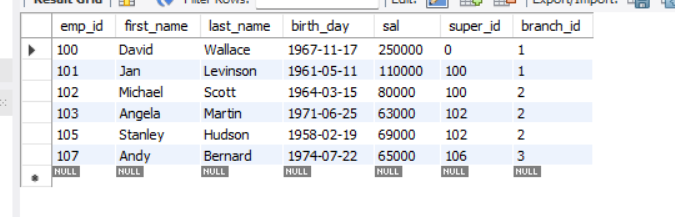 Result Grid Filter Rows: Edit: Export/Import:
emp_id first_name last_name birth_day sal super_id branch_id
100 David Wallace 1967-11-17 250000 0 1
101 Jan Levinson 1961-05-11 110000 100 1
102 Michael Scott 1964-03-15 80000 100 2
103 Angela Martin 1971-06-25 63000 102 2
105 Stanley Hudson 1958-02-19 69000 102 2
107 Andy Bernard 1974-07-22 65000 106 3
NULL NULL NULL NULL NULL NULL NULL